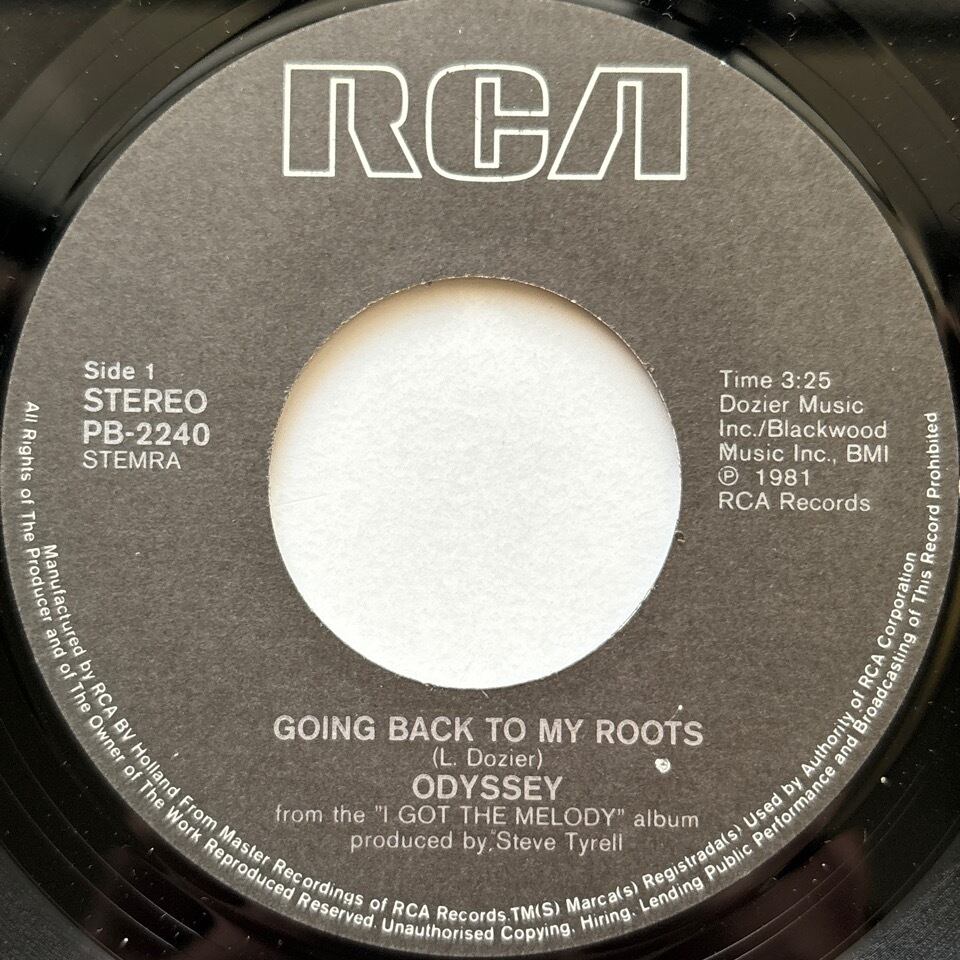 RCA
Side 1
STEREO
PB-2240
STEMRA
Time 3:25
Dozier Music
Inc./Blackwood
Music Inc., BMI
℗ 1981
RCA Records
GOING BACK TO MY ROOTS
(L. Dozier)
ODYSSEY
from the "I GOT THE MELODY" album
produced by Steve Tyrell
Manufactured by RCA BV Holland From Master Recordings of RCA Records.TM(S) Marca(s) Registrada(s) Used by Authority of RCA Corporation
All Rights of The Producer and of The Owner of The Work Reproduced Reserved. Unauthorised Copying, Hiring, Lending Public Performance and Broadcasting of This Record Prohibited